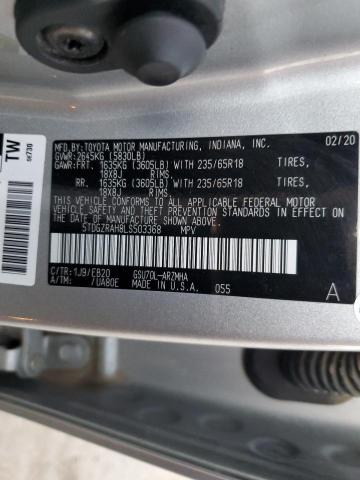 MFD.BY:TOYOTA MOTOR MANUFACTURING, INDIANA, INC. 02/20
GVWR:2645KG (5830LB)
GAWR:FRT. 1635KG (3605LB) WITH 235/65R18 TIRES,
18X8J RIMS,
RR. 1635KG (3605LB) WITH 235/65R18 TIRES,
18X8J RIMS
THIS VEHICLE CONFORMS TO ALL APPLICABLE FEDERAL MOTOR
VEHICLE SAFETY AND THEFT PREVENTION
STANDARDS IN EFFECT ON THE DATE OF
MANUFACTURE SHOWN ABOVE.
5TDGZRAH8LS503368 MPV
C/TR:1J9/EB20 GSU70L-ARZMHA
A/TM: /UA80E MADE IN U.S.A. 055 A
TW